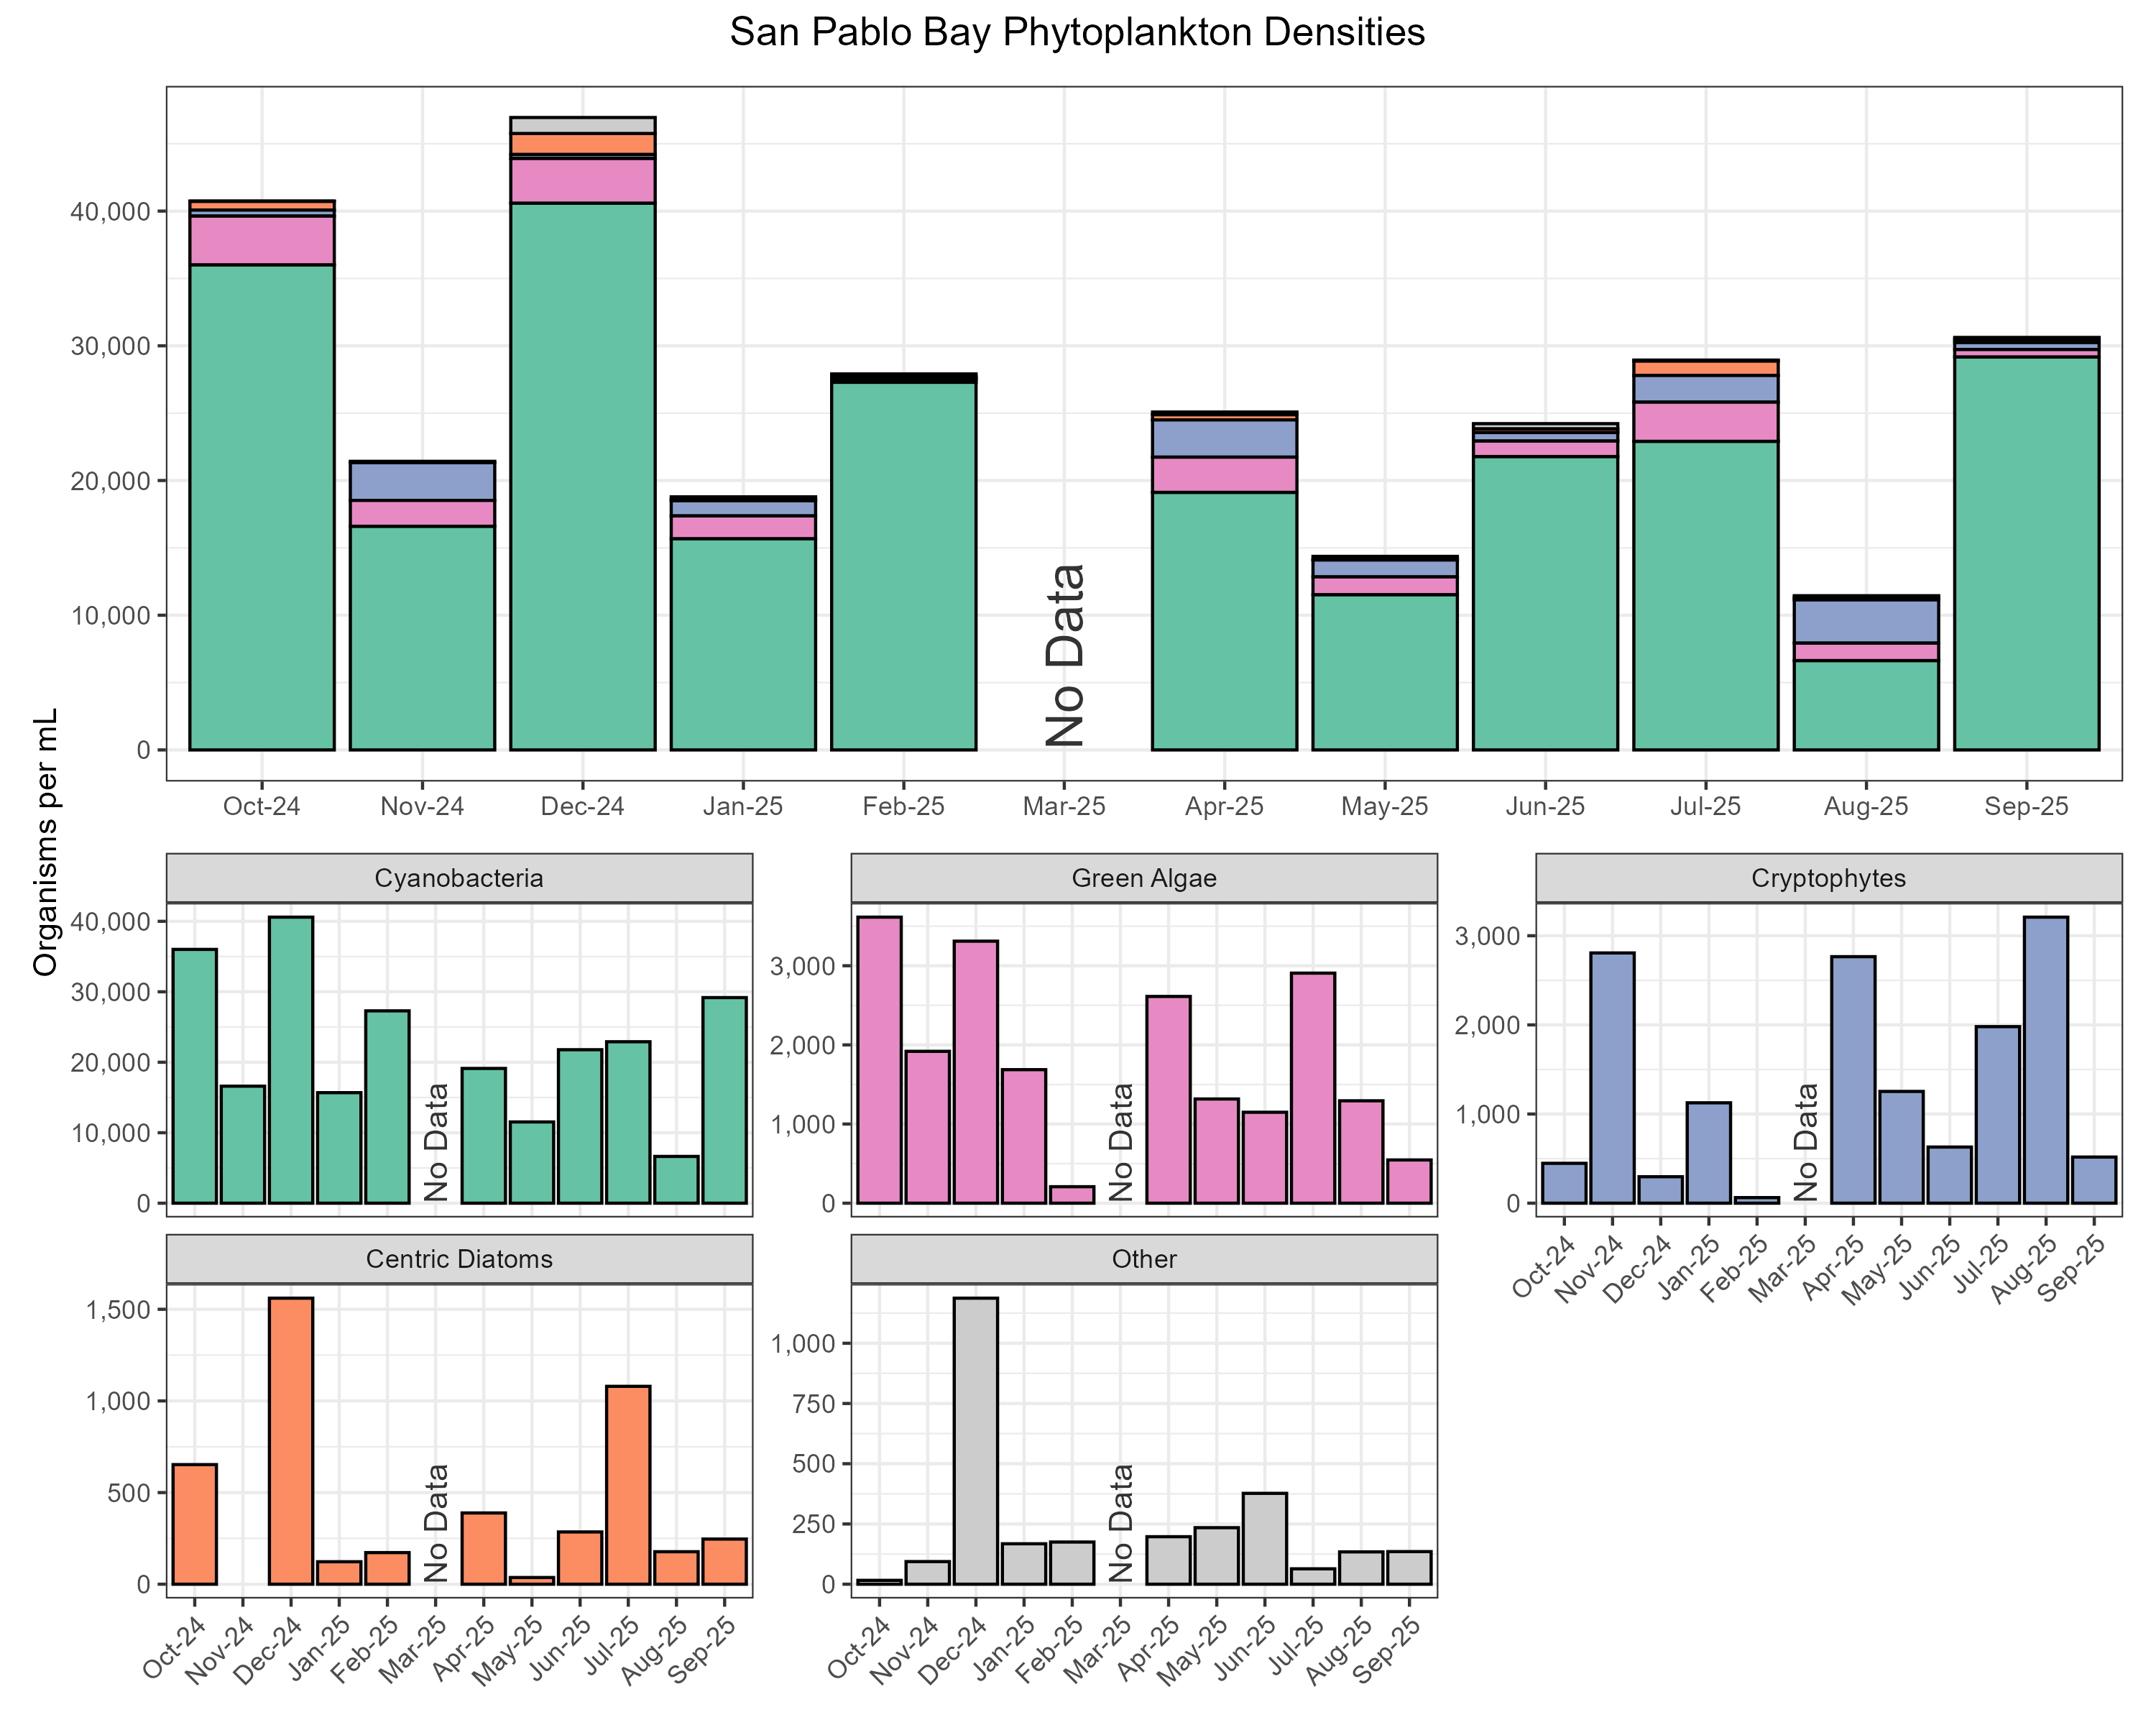 San Pablo Bay Phytoplankton Densities
Organisms per mL
40,000
30,000
20,000
10,000
0
No Data
Oct-24 Nov-24 Dec-24 Jan-25 Feb-25 Mar-25 Apr-25 May-25 Jun-25 Jul-25 Aug-25 Sep-25
Cyanobacteria
40,000
30,000
20,000
10,000
0
No Data
Green Algae
3,000
2,000
1,000
0
No Data
Cryptophytes
3,000
2,000
1,000
0
No Data
Oct-24 Nov-24 Dec-24 Jan-25 Feb-25 Mar-25 Apr-25 May-25 Jun-25 Jul-25 Aug-25 Sep-25
Centric Diatoms
1,500
1,000
500
0
No Data
Oct-24 Nov-24 Dec-24 Jan-25 Feb-25 Mar-25 Apr-25 May-25 Jun-25 Jul-25 Aug-25 Sep-25
Other
1,000
750
500
250
0
No Data
Oct-24 Nov-24 Dec-24 Jan-25 Feb-25 Mar-25 Apr-25 May-25 Jun-25 Jul-25 Aug-25 Sep-25